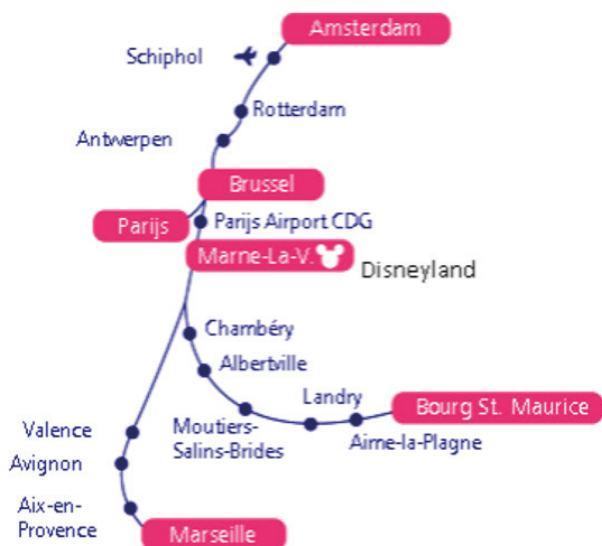 Amsterdam
Schiphol
Rotterdam
Antwerpen
Brussel
Parijs
Parijs Airport CDG
Marne-La-V.
Disneyland
Chambéry
Albertville
Landry
Bourg St. Maurice
Moutiers-
Salins-Brides
Aime-la-Plagne
Valence
Avignon
Aix-en-
Provence
Marseille